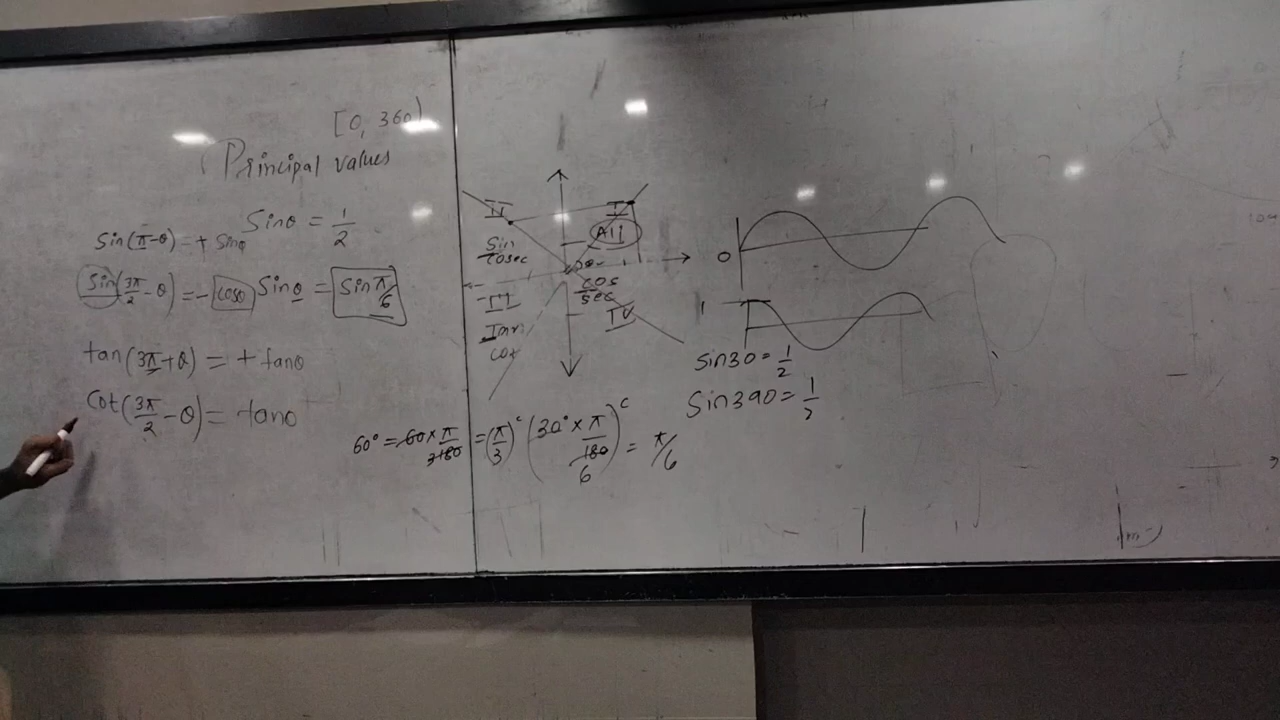 [0, 360)
Principal values
Sinθ = 1/2
Sin(π-θ) = + Sinθ
Sin(3π/2 - θ) = - cosθ
Sinθ = Sin π/6
tan(3π+θ) = + tanθ
Cot(3π/2 - θ) = tanθ
II
I
All
Sin
cosec
cos
sec
III
Tan
cot
IV
0
1
Sin30 = 1/2
Sin390 = 1/2
60° = 60 × π/180 3 = (π/3)ᶜ
(30° × π/180 6)ᶜ = π/6